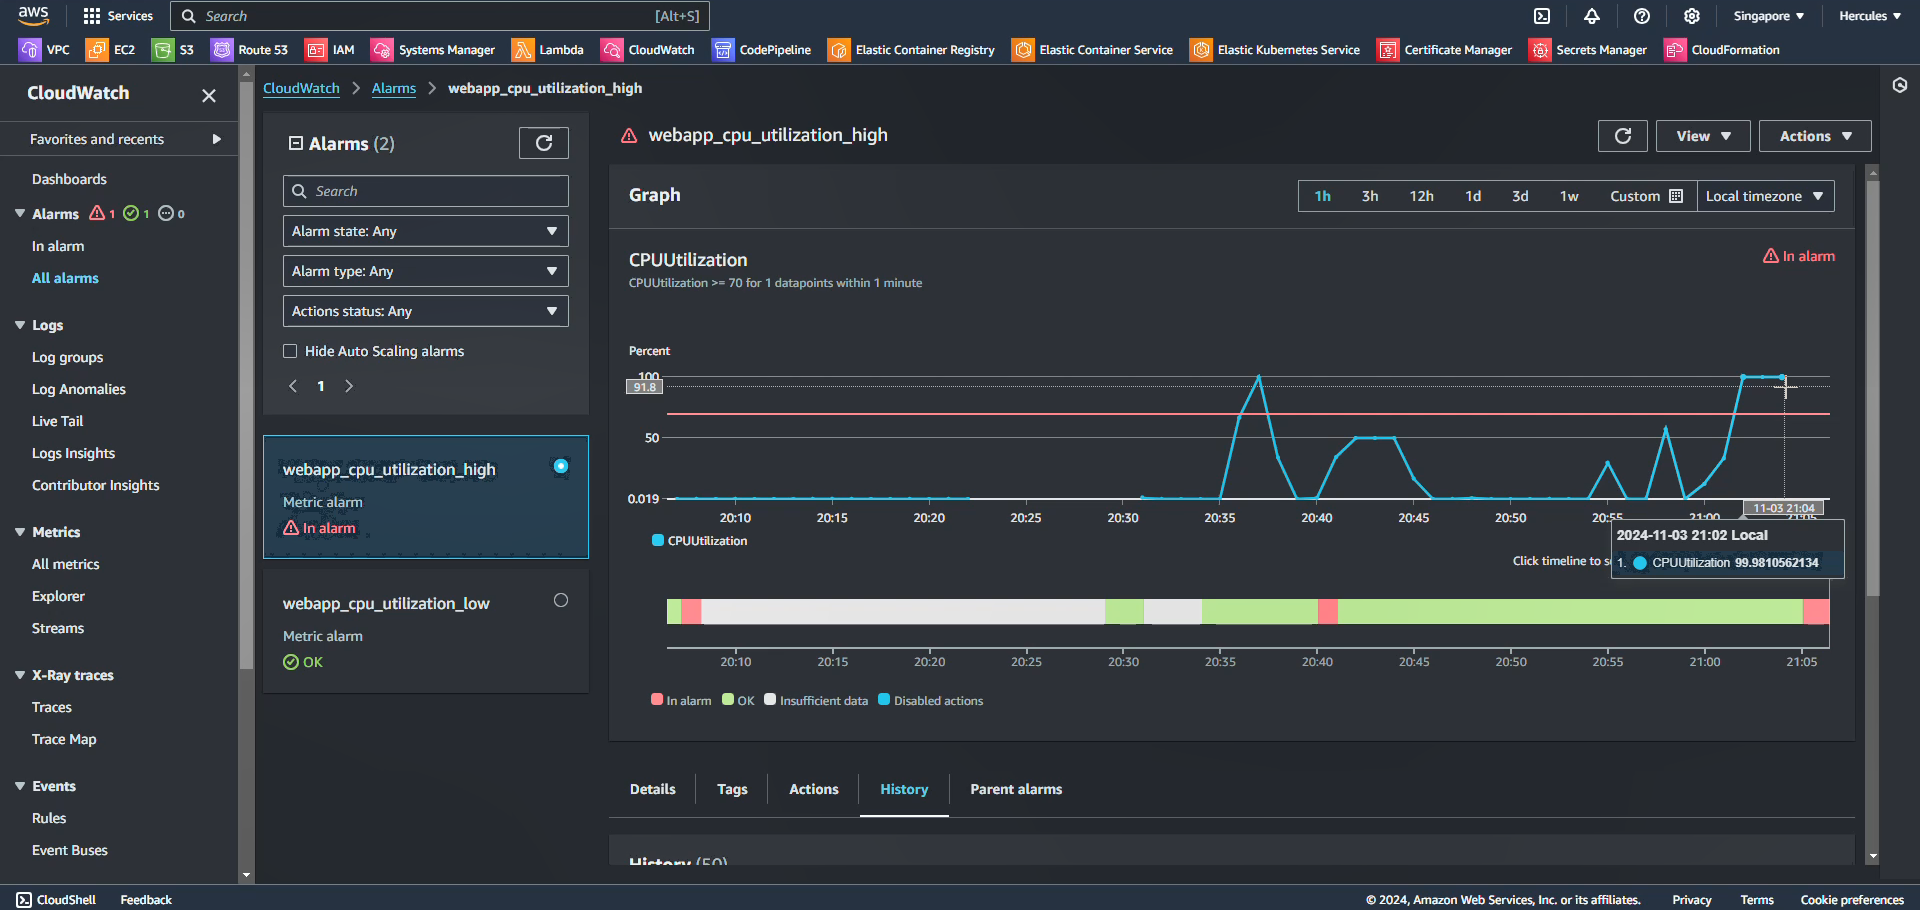 aws Services Search [Alt+S] Singapore Hercules
VPC EC2 S3 Route 53 IAM Systems Manager Lambda CloudWatch CodePipeline Elastic Container Registry Elastic Container Service Elastic Kubernetes Service Certificate Manager Secrets Manager CloudFormation
CloudWatch
Favorites and recents
Dashboards
Alarms 1 1 0
In alarm
All alarms
Logs
Log groups
Log Anomalies
Live Tail
Logs Insights
Contributor Insights
Metrics
All metrics
Explorer
Streams
X-Ray traces
Traces
Trace Map
Events
Rules
Event Buses
CloudWatch > Alarms > webapp_cpu_utilization_high
Alarms (2)
Search
Alarm state: Any
Alarm type: Any
Actions status: Any
Hide Auto Scaling alarms
1
webapp_cpu_utilization_high
Metric alarm
In alarm
webapp_cpu_utilization_low
Metric alarm
OK
webapp_cpu_utilization_high
View Actions
Graph
1h 3h 12h 1d 3d 1w Custom Local timezone
CPUUtilization
In alarm
CPUUtilization >= 70 for 1 datapoints within 1 minute
Percent
100
91.8
50
0.019
11-03 21:04
20:10 20:15 20:20 20:25 20:30 20:35 20:40 20:45 20:50 20:55 21:00 21:05
2024-11-03 21:02 Local
1. CPUUtilization 99.9810562134
CPUUtilization
Click timeline to
20:10 20:15 20:20 20:25 20:30 20:35 20:40 20:45 20:50 20:55 21:00 21:05
In alarm OK Insufficient data Disabled actions
Details Tags Actions History Parent alarms
History (50)
CloudShell Feedback © 2024, Amazon Web Services, Inc. or its affiliates. Privacy Terms Cookie preferences